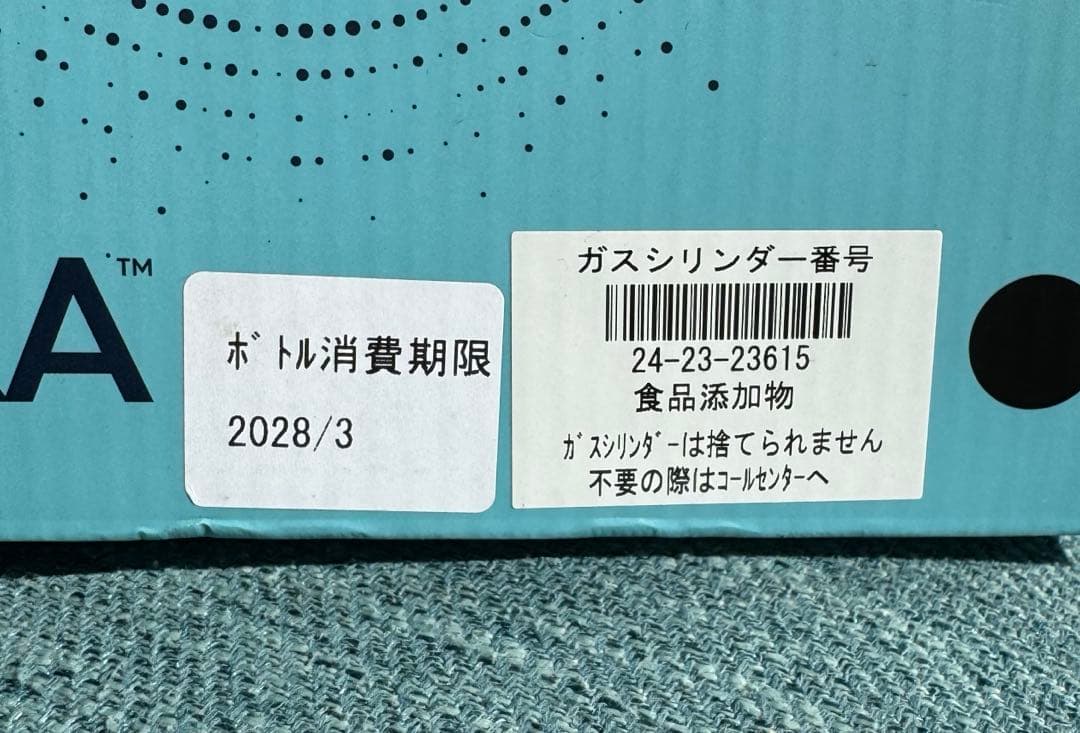 A™
ﾎﾞﾄﾙ消費期限
2028/3
ガスシリンダー番号
24-23-23615
食品添加物
ｶﾞｽｼﾘﾝﾀﾞｰは捨てられません
不要の際はｺｰﾙｾﾝﾀｰへ